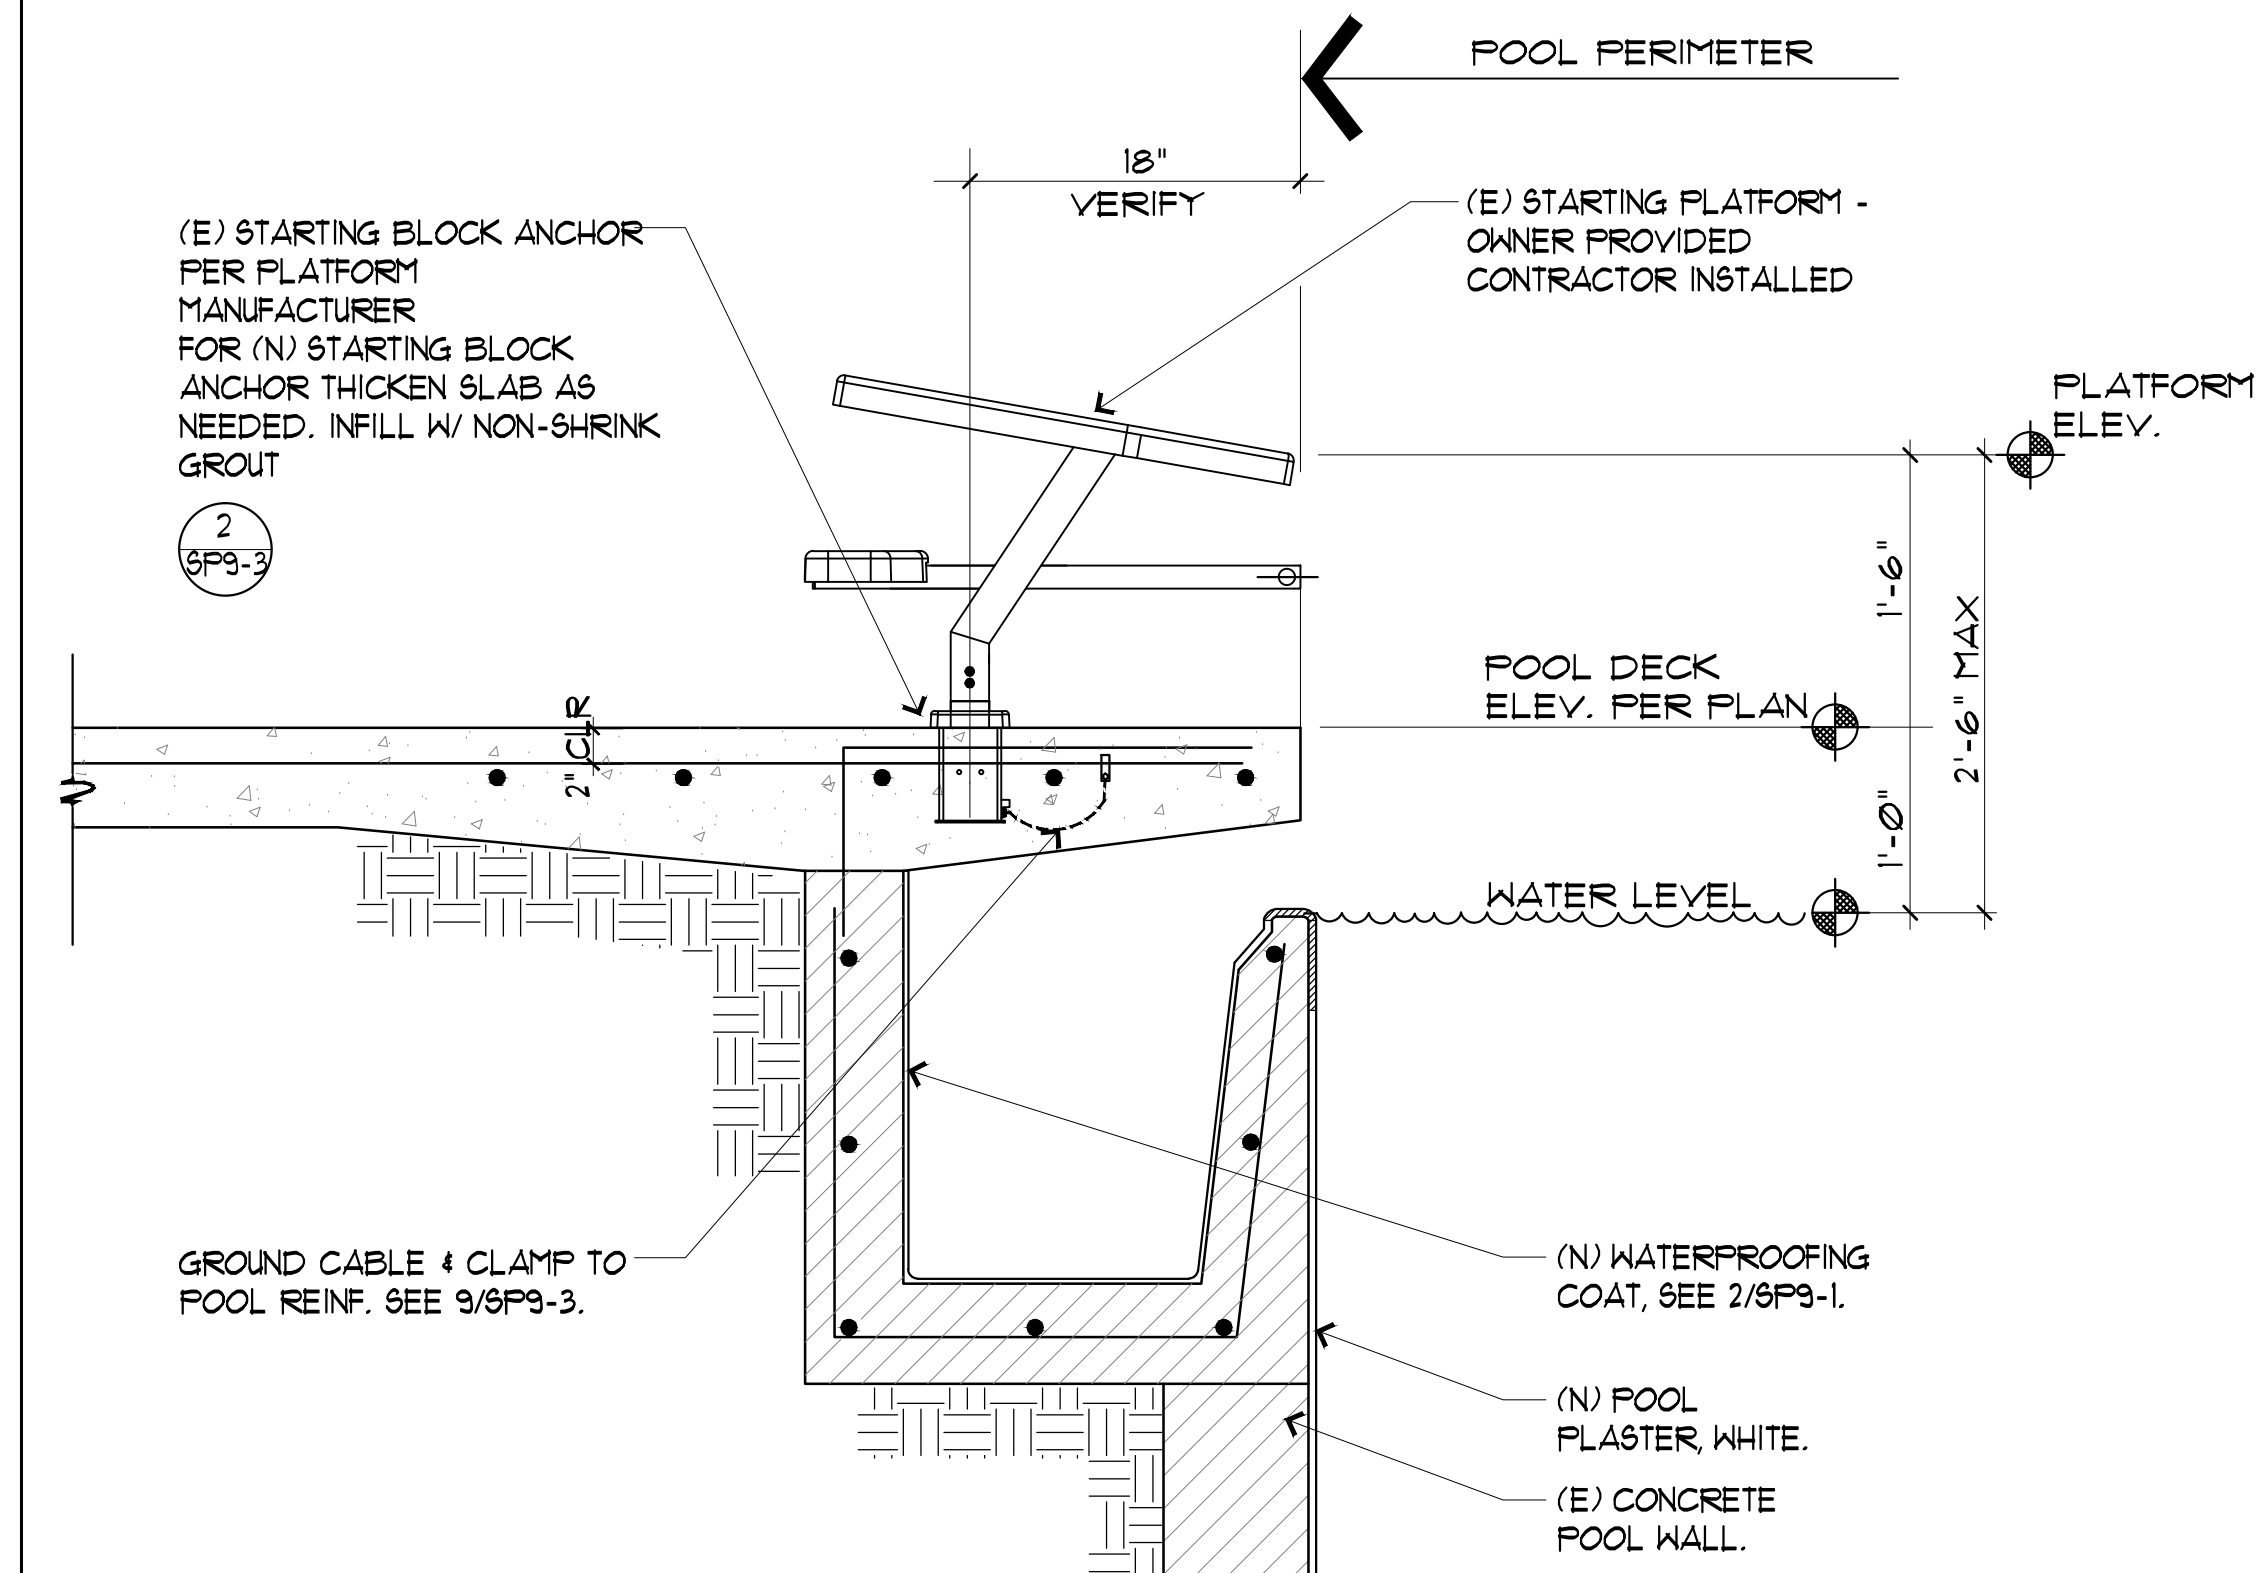 POOL PERIMETER
18"
VERIFY
(E) STARTING BLOCK ANCHOR
PER PLATFORM
MANUFACTURER
FOR (N) STARTING BLOCK
ANCHOR THICKEN SLAB AS
NEEDED. INFILL W/ NON-SHRINK
GROUT
2
SP9-3
(E) STARTING PLATFORM -
OWNER PROVIDED
CONTRACTOR INSTALLED
PLATFORM
ELEV.
1'-6"
2'-6" MAX
POOL DECK
ELEV. PER PLAN
2" CLR
1'-0"
WATER LEVEL
GROUND CABLE & CLAMP TO
POOL REINF. SEE 9/SP9-3.
(N) WATERPROOFING
COAT, SEE 2/SP9-1.
(N) POOL
PLASTER, WHITE.
(E) CONCRETE
POOL WALL.